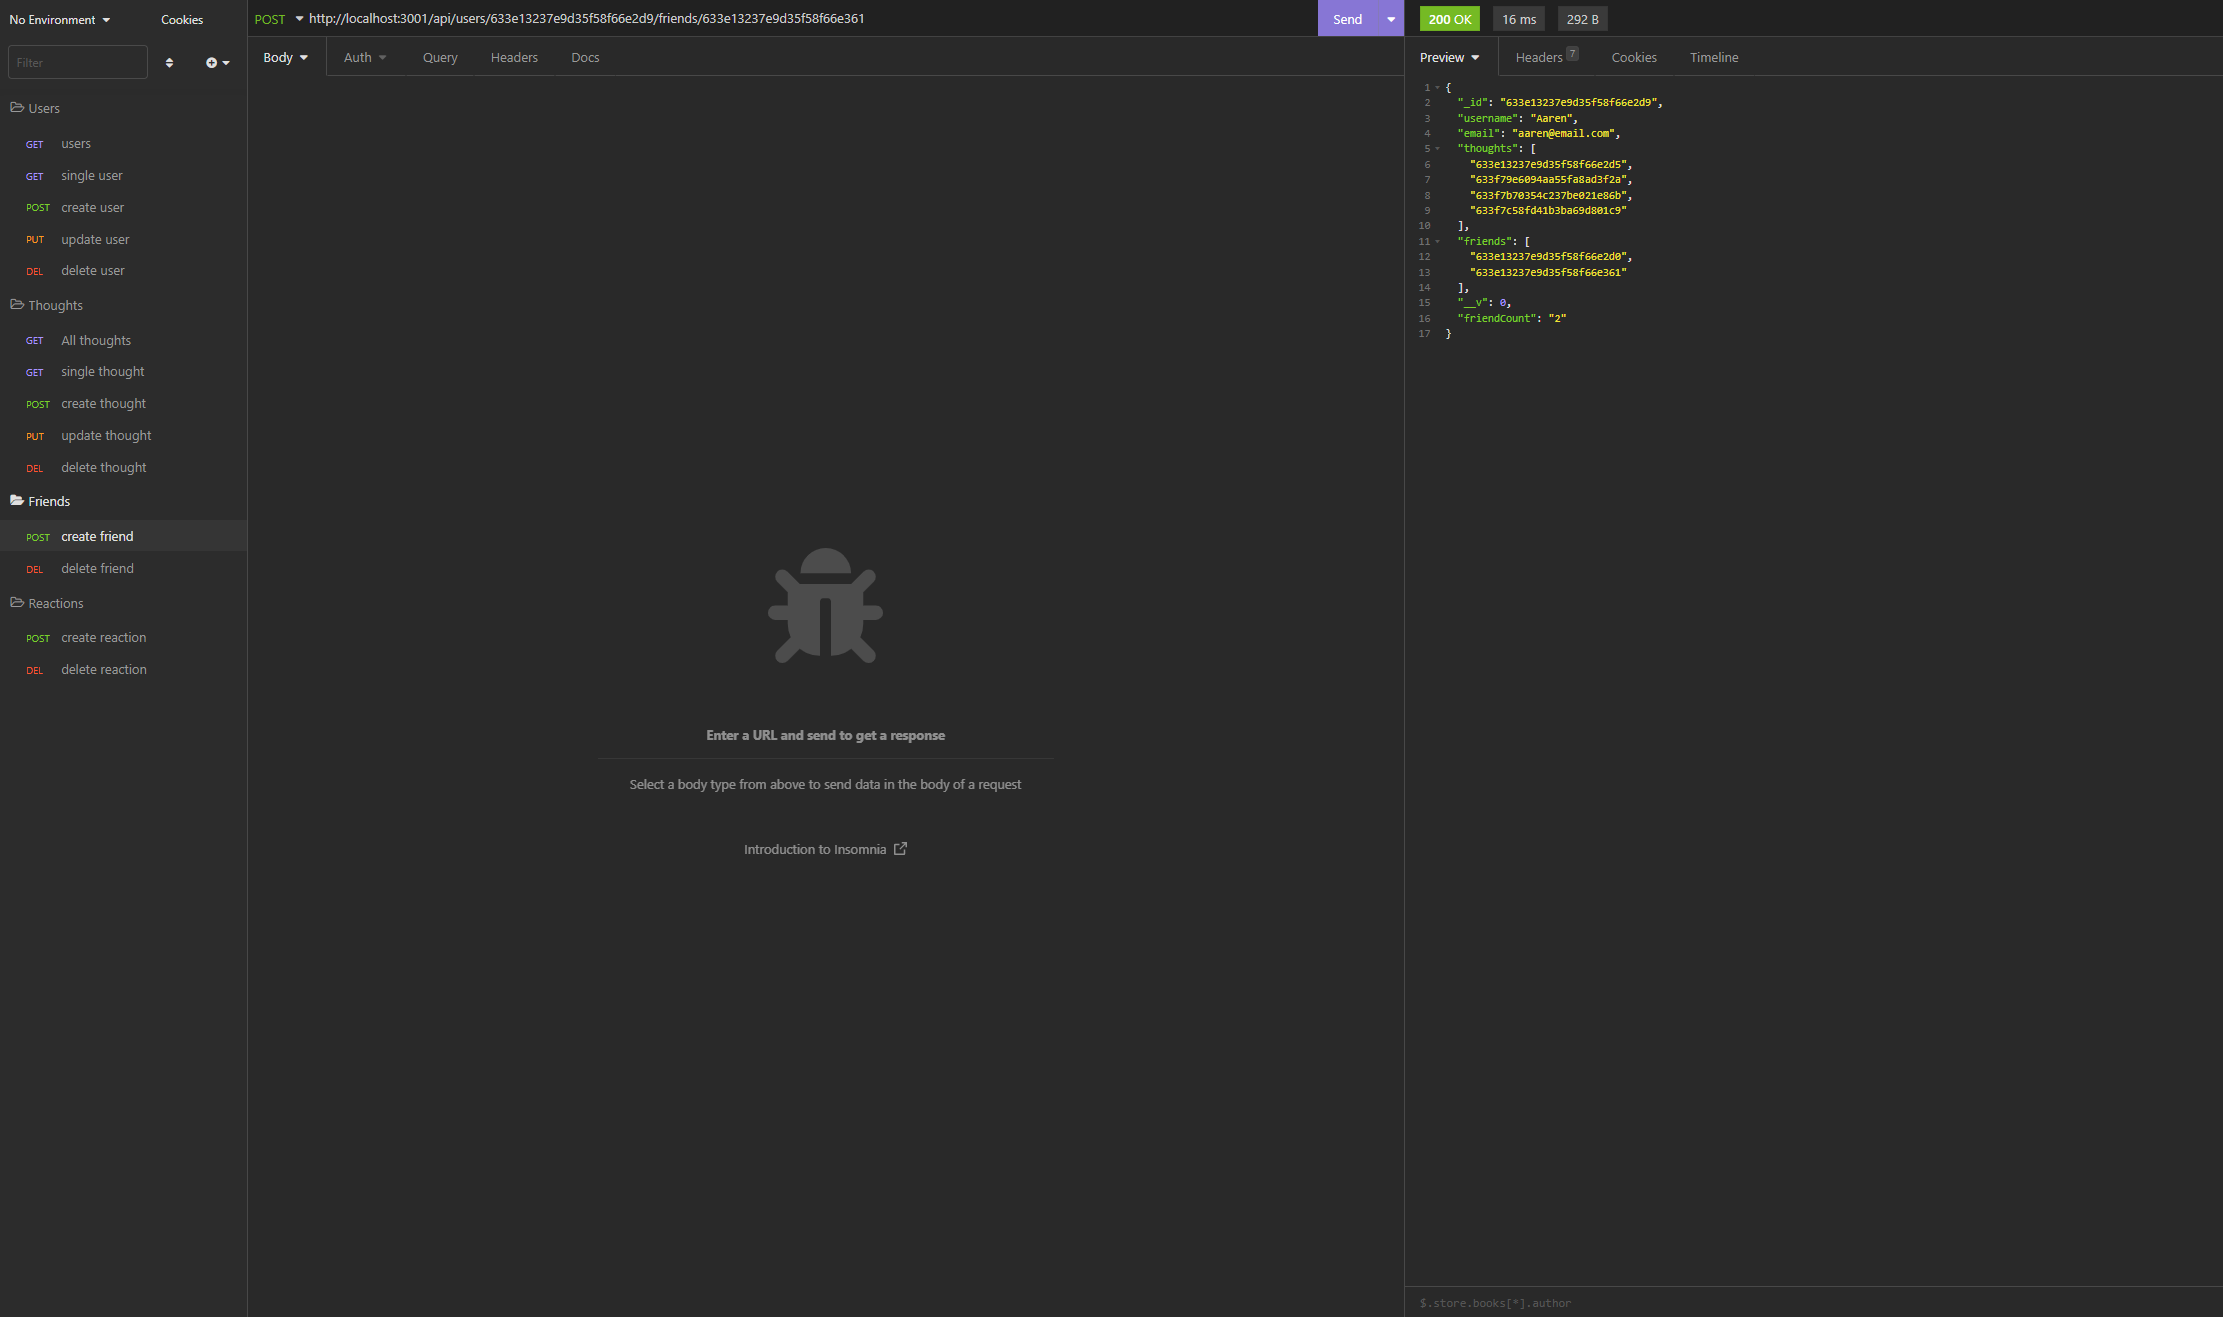 No Environment
Cookies
Filter
Users
GET users
GET single user
POST create user
PUT update user
DEL delete user
Thoughts
GET All thoughts
GET single thought
POST create thought
PUT update thought
DEL delete thought
Friends
POST create friend
DEL delete friend
Reactions
POST create reaction
DEL delete reaction
POST http://localhost:3001/api/users/633e13237e9d35f58f66e2d9/friends/633e13237e9d35f58f66e361
Send
Body Auth Query Headers Docs
Enter a URL and send to get a response
Select a body type from above to send data in the body of a request
Introduction to Insomnia
200 OK 16 ms 292 B
Preview Headers 7 Cookies Timeline
1 {
2 "_id": "633e13237e9d35f58f66e2d9",
3 "username": "Aaren",
4 "email": "aaren@email.com",
5 "thoughts": [
6 "633e13237e9d35f58f66e2d5",
7 "633f79e6094aa55fa8ad3f2a",
8 "633f7b70354c237be021e86b",
9 "633f7c58fd41b3ba69d801c9"
10 ],
11 "friends": [
12 "633e13237e9d35f58f66e2d0",
13 "633e13237e9d35f58f66e361"
14 ],
15 "__v": 0,
16 "friendCount": "2"
17 }
$.store.books[*].author